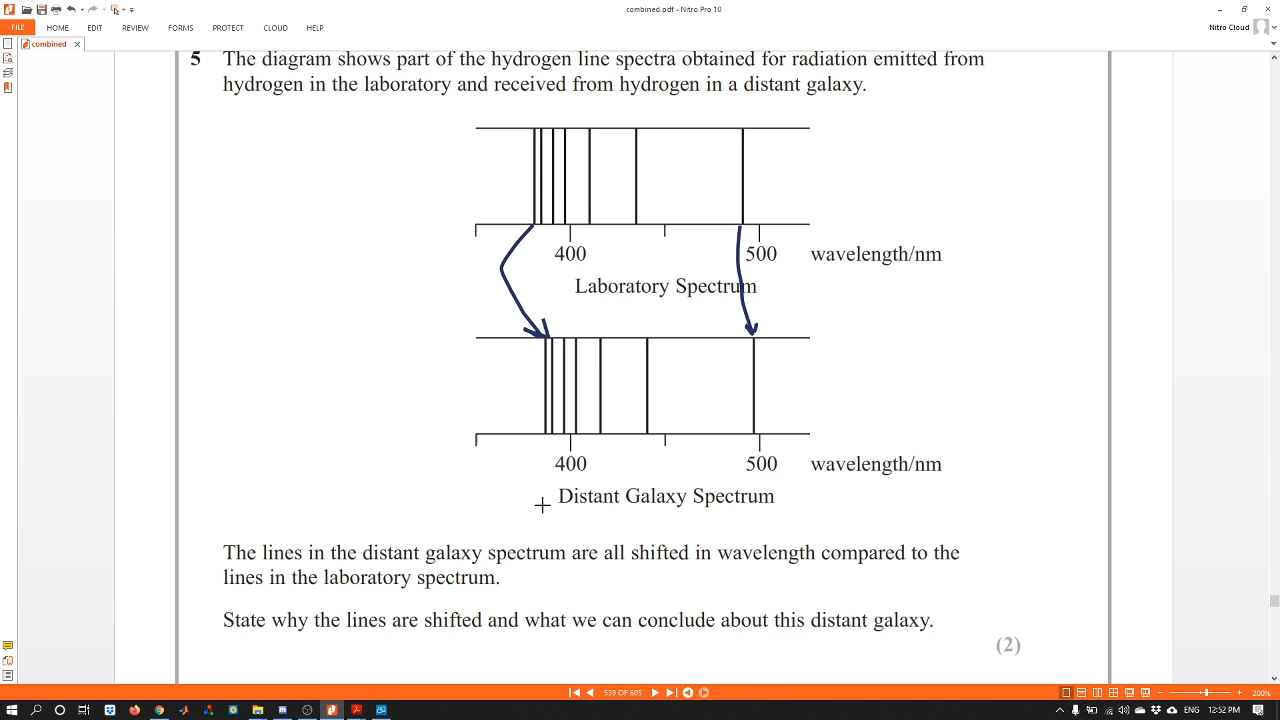 combined.pdf - Nitro Pro 10
FILE HOME EDIT REVIEW FORMS PROTECT CLOUD HELP
Nitro Cloud
combined
5 The diagram shows part of the hydrogen line spectra obtained for radiation emitted from
hydrogen in the laboratory and received from hydrogen in a distant galaxy.
400 500 wavelength/nm
Laboratory Spectrum
400 500 wavelength/nm
Distant Galaxy Spectrum
The lines in the distant galaxy spectrum are all shifted in wavelength compared to the
lines in the laboratory spectrum.
State why the lines are shifted and what we can conclude about this distant galaxy.
(2)
539 OF 605
200%
ENG 12:52 PM